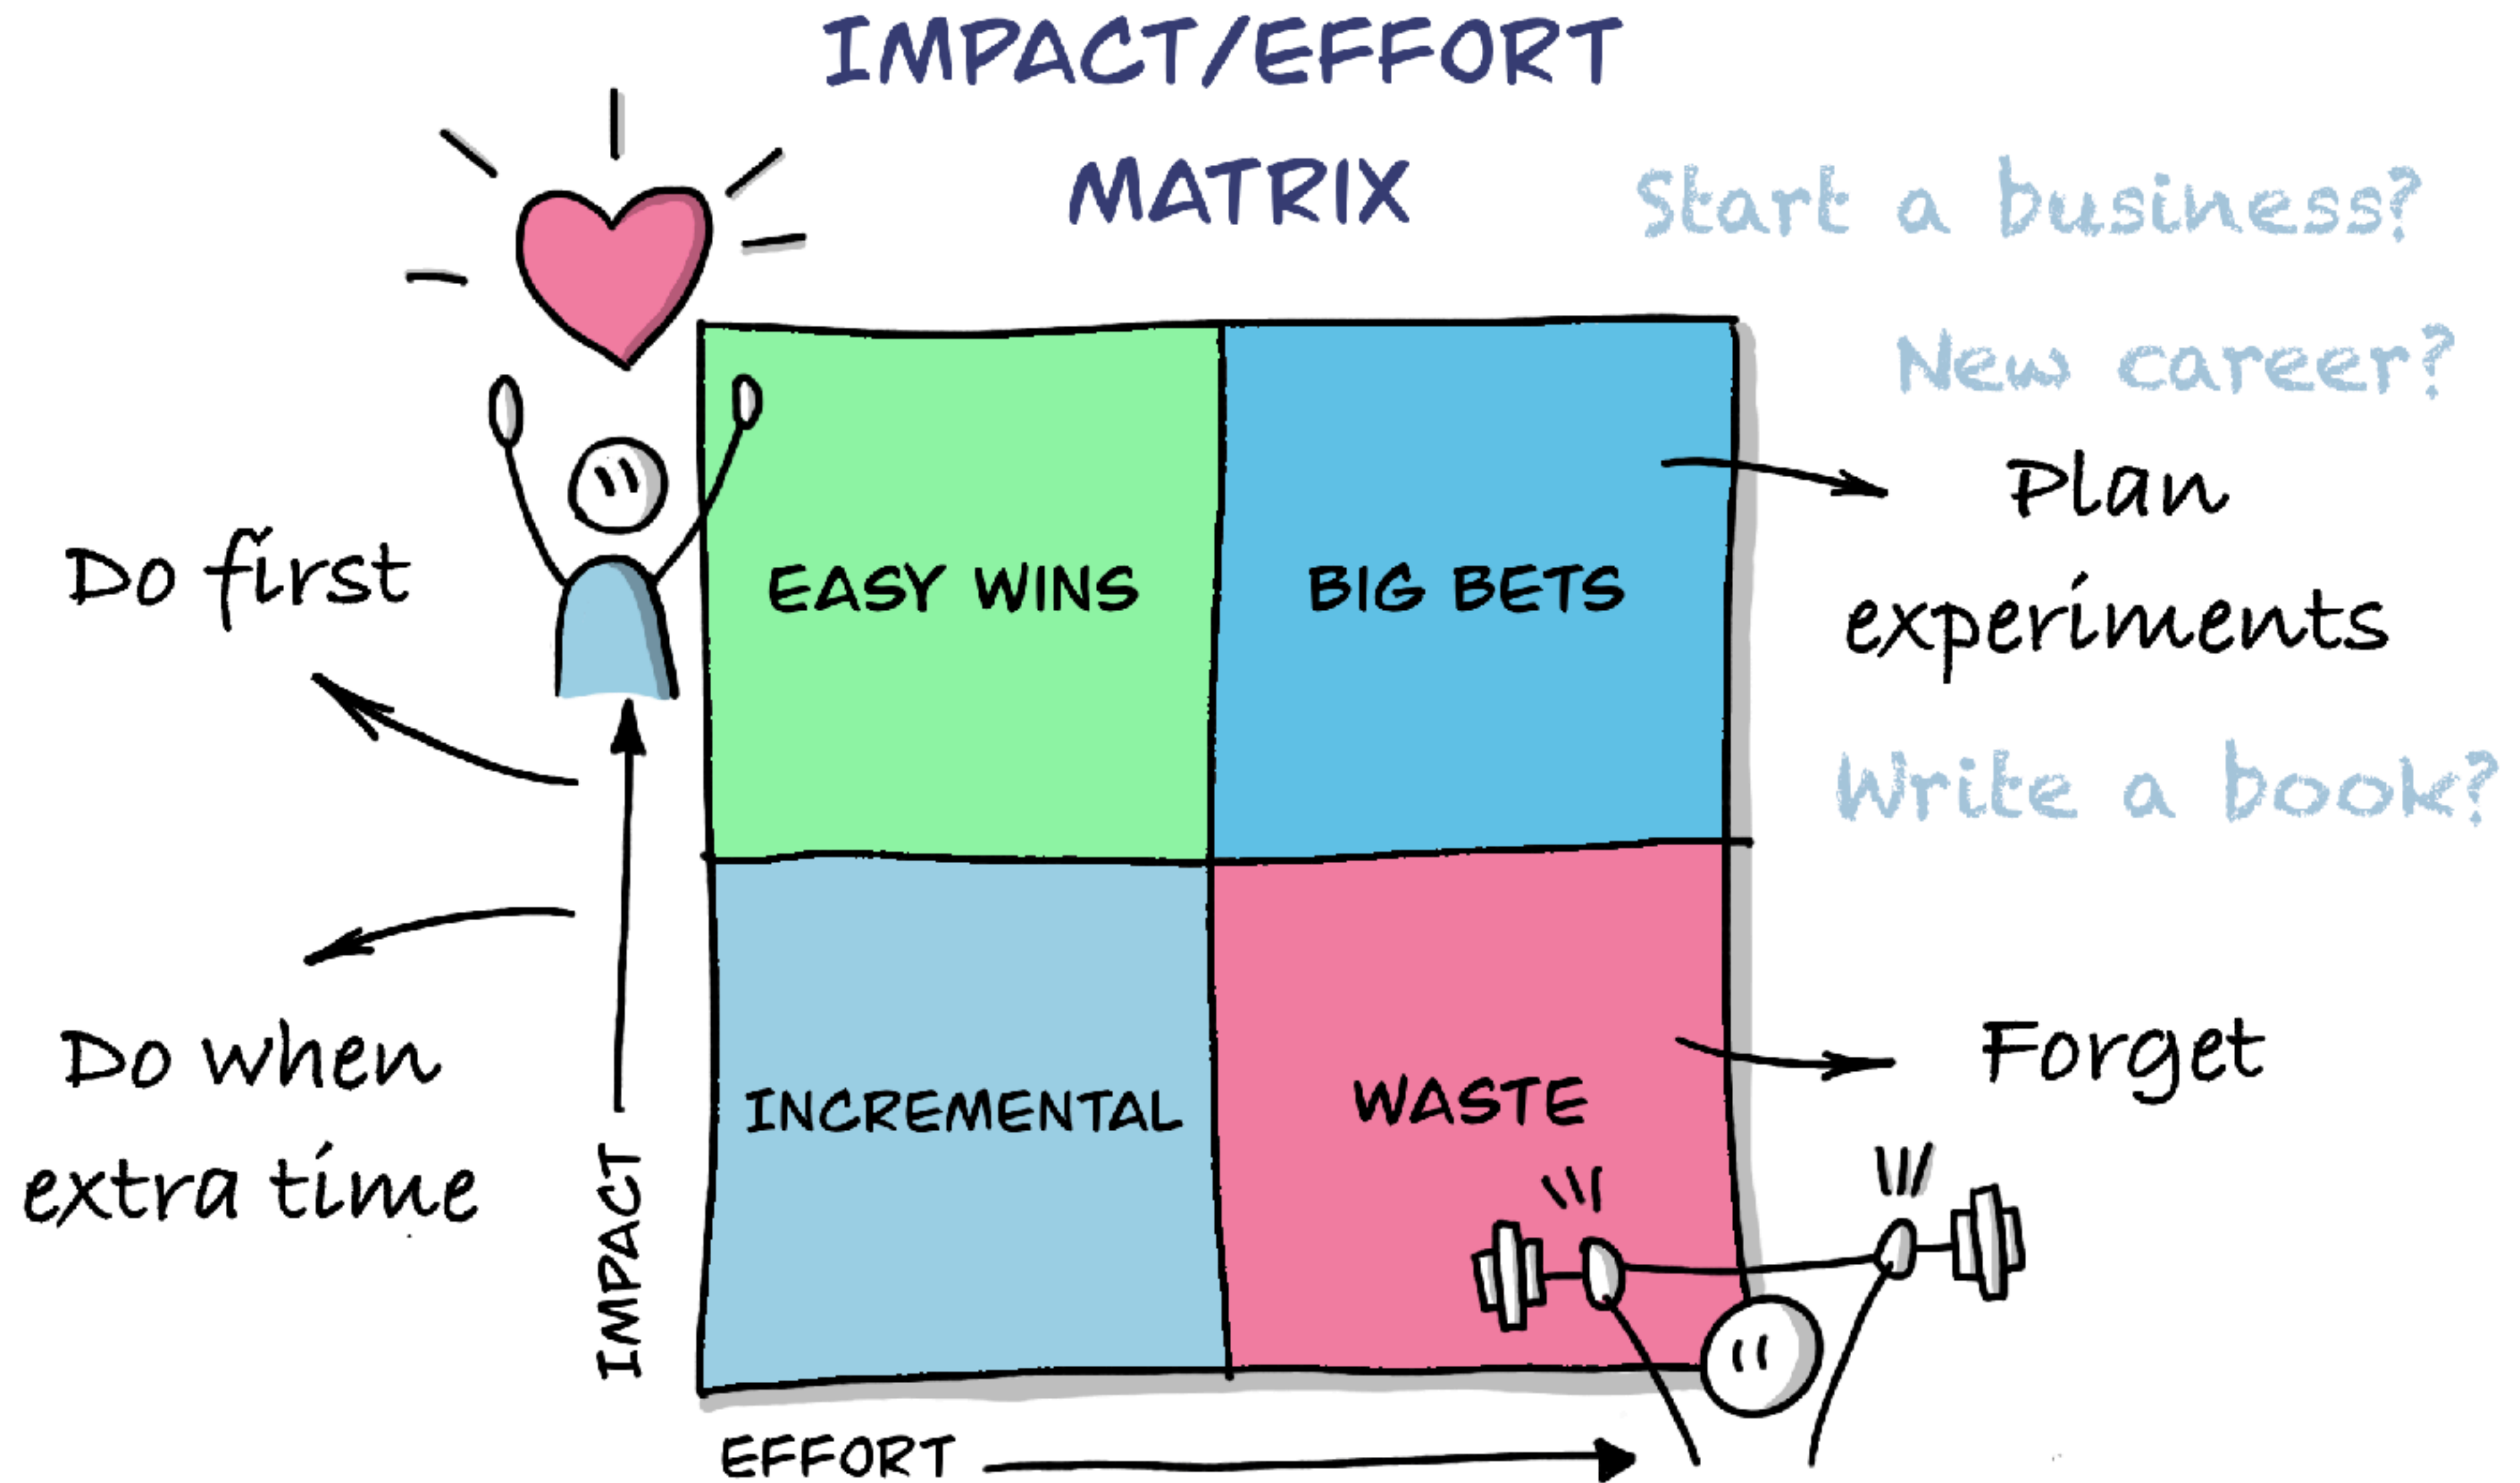 IMPACT/EFFORT
MATRIX
Start a business?
New career?
Plan
experiments
Write a book?
Do first
EASY WINS
BIG BETS
Do when
extra time
INCREMENTAL
WASTE
Forget
IMPACT
EFFORT